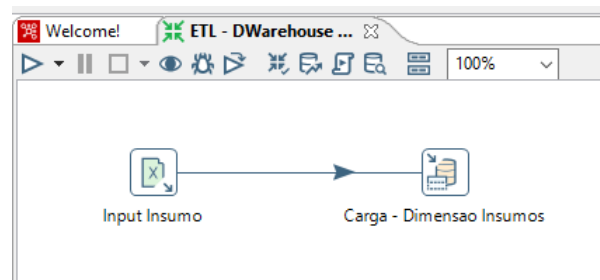 Welcome!
ETL - DWarehouse ...
100%
Input Insumo
Carga - Dimensao Insumos